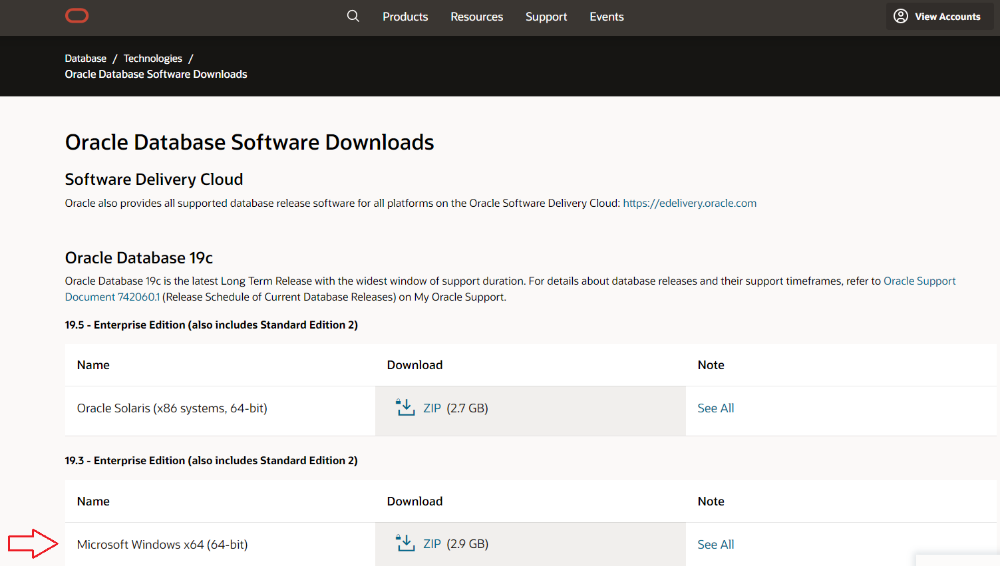 Products Resources Support Events View Accounts
Database / Technologies /
Oracle Database Software Downloads
Oracle Database Software Downloads
Software Delivery Cloud
Oracle also provides all supported database release software for all platforms on the Oracle Software Delivery Cloud: https://edelivery.oracle.com
Oracle Database 19c
Oracle Database 19c is the latest Long Term Release with the widest window of support duration. For details about database releases and their support timeframes, refer to Oracle Support
Document 742060.1 (Release Schedule of Current Database Releases) on My Oracle Support.
19.5 - Enterprise Edition (also includes Standard Edition 2)
Name Download Note
Oracle Solaris (x86 systems, 64-bit) ZIP (2.7 GB) See All
19.3 - Enterprise Edition (also includes Standard Edition 2)
Name Download Note
Microsoft Windows x64 (64-bit) ZIP (2.9 GB) See All